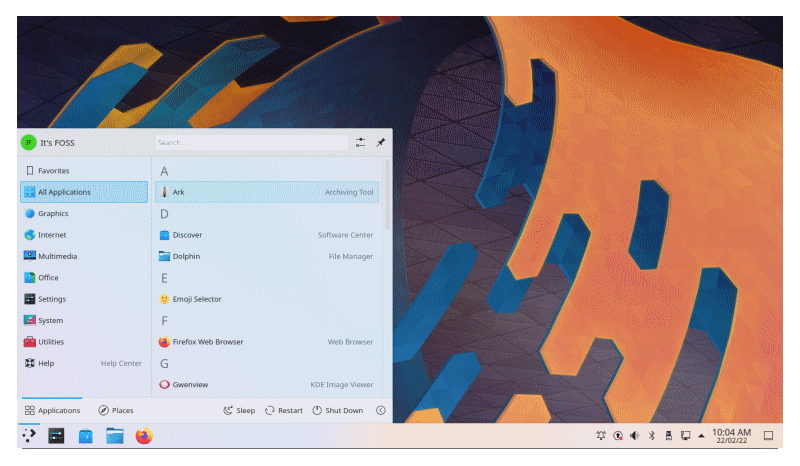 It's FOSS
Search...
Favorites
All Applications
Graphics
Internet
Multimedia
Office
Settings
System
Utilities
Help Help Center
A
Ark Archiving Tool
D
Discover Software Center
Dolphin File Manager
E
Emoji Selector
F
Firefox Web Browser Web Browser
G
Gwenview KDE Image Viewer
Applications Places Sleep Restart Shut Down
10:04 AM
22/02/22